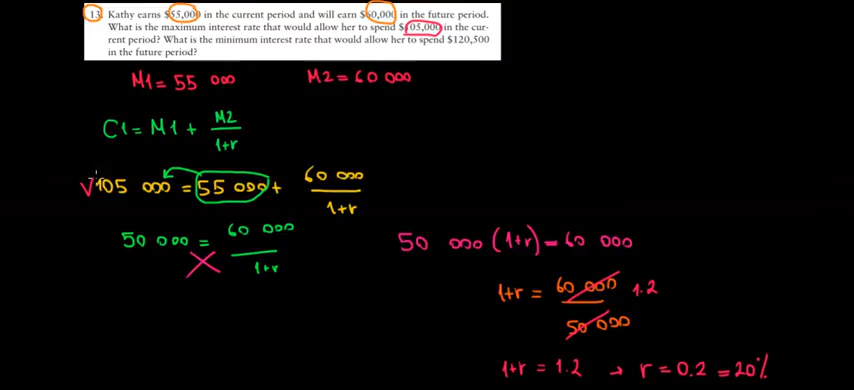 13. Kathy earns $55,000 in the current period and will earn $60,000 in the future period.
What is the maximum interest rate that would allow her to spend $105,000 in the cur-
rent period? What is the minimum interest rate that would allow her to spend $120,500
in the future period?
M1 = 55 000
M2 = 60 000
C1 = M1 + M2/1+r
√105 000 = 55 000 + 60 000/1+r
50 000 = 60 000/1+r
50 000 (1+r) = 60 000
1+r = 60 000/50 000 1.2
1+r = 1.2 → r = 0.2 = 20%